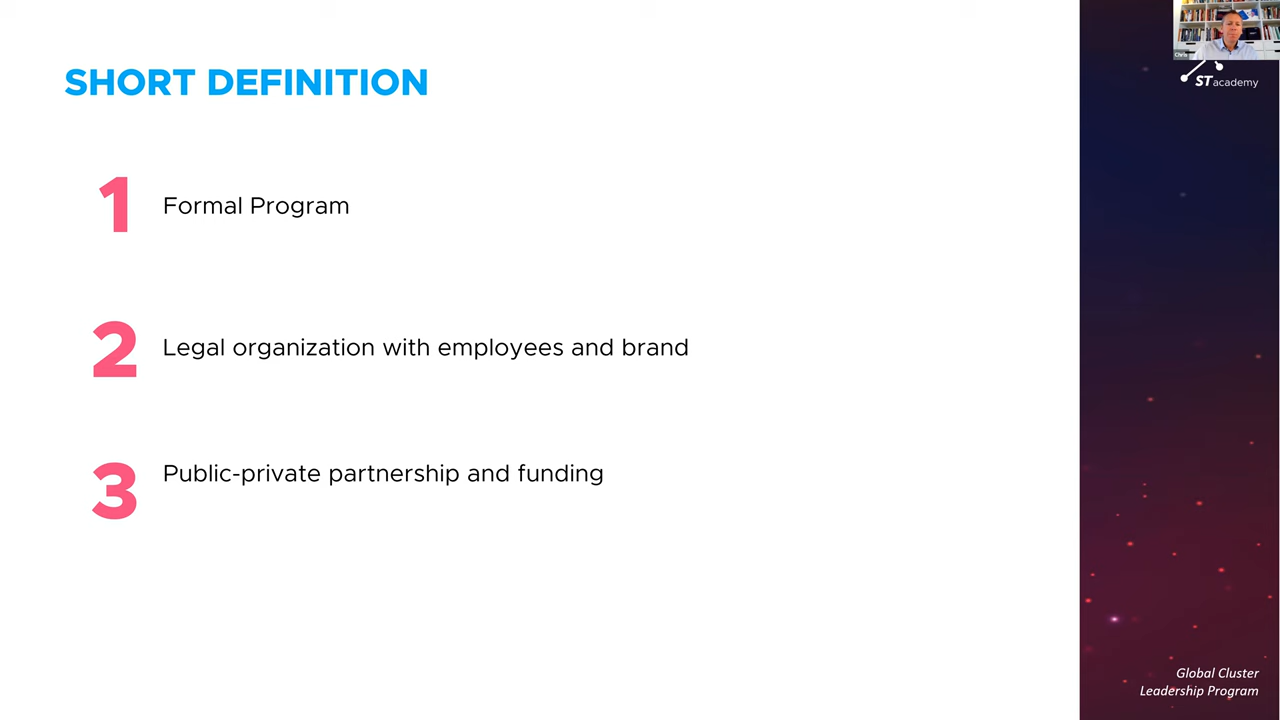 SHORT DEFINITION
1 Formal Program
2 Legal organization with employees and brand
3 Public-private partnership and funding
Chris
ST academy
Global Cluster
Leadership Program